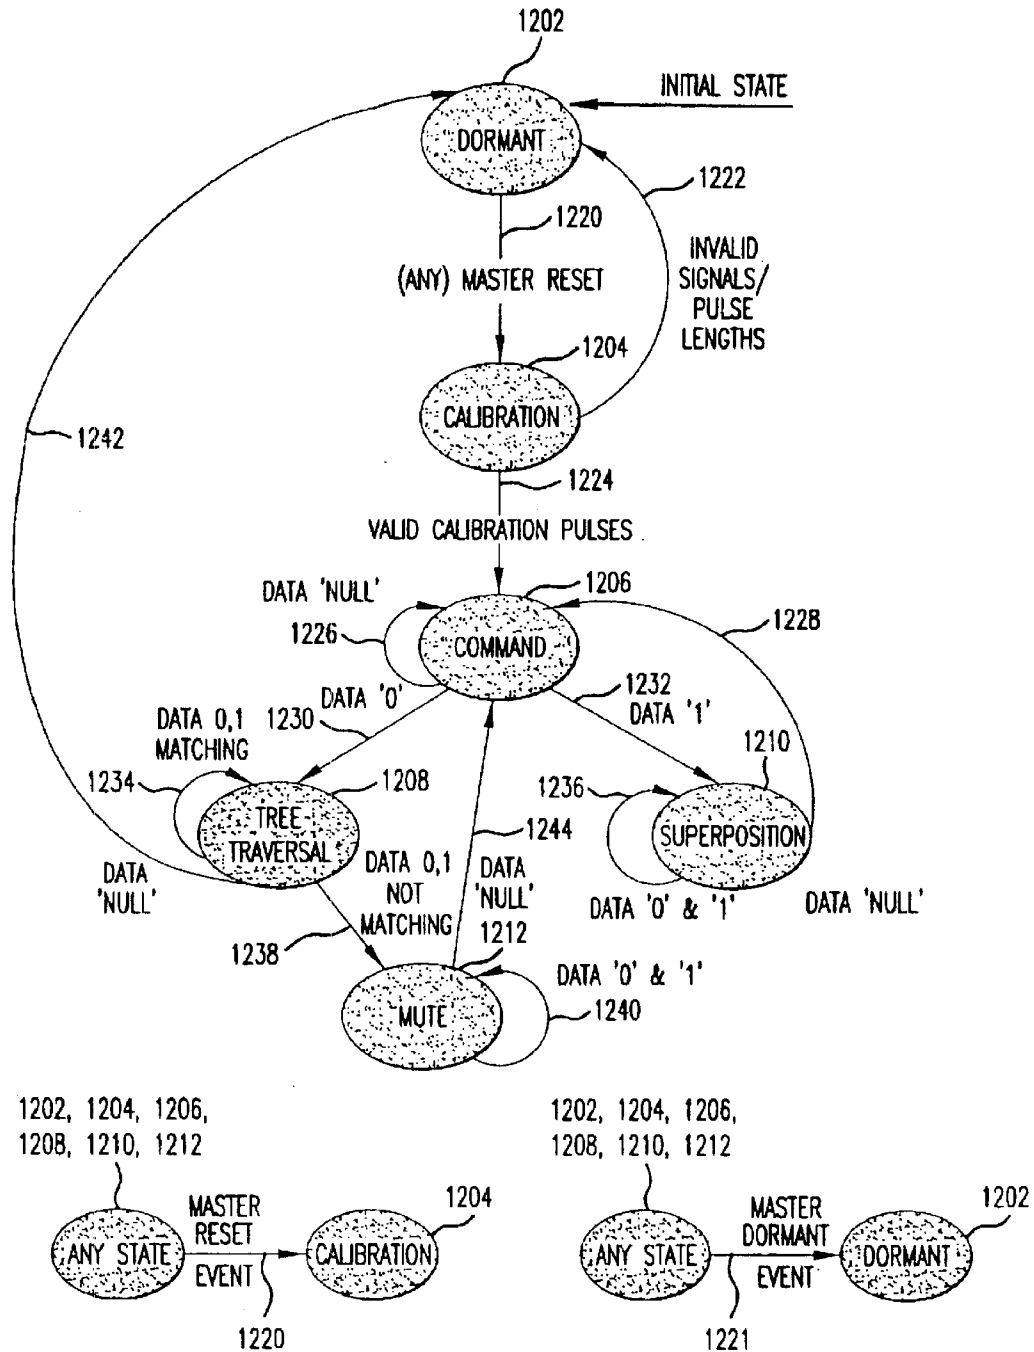 1202
INITIAL STATE
DORMANT
1222
1220
INVALID
SIGNALS/
PULSE
LENGTHS
(ANY) MASTER RESET
1204
CALIBRATION
1242
1224
VALID CALIBRATION PULSES
1206
DATA 'NULL'
1228
1226
COMMAND
1232
DATA '0'
DATA '1'
1230
DATA 0,1
MATCHING
1210
1234
1208
1236
TREE
TRAVERSAL
1244
SUPERPOSITION
DATA
'NULL'
DATA 0,1
NOT
MATCHING
DATA
'NULL'
DATA '0' & '1'
DATA 'NULL'
1212
1238
DATA '0' & '1'
MUTE
1240
1202, 1204, 1206,
1208, 1210, 1212
1202, 1204, 1206,
1208, 1210, 1212
MASTER
RESET
EVENT
1204
ANY STATE
CALIBRATION
1220
MASTER
DORMANT
EVENT
1202
ANY STATE
DORMANT
1221